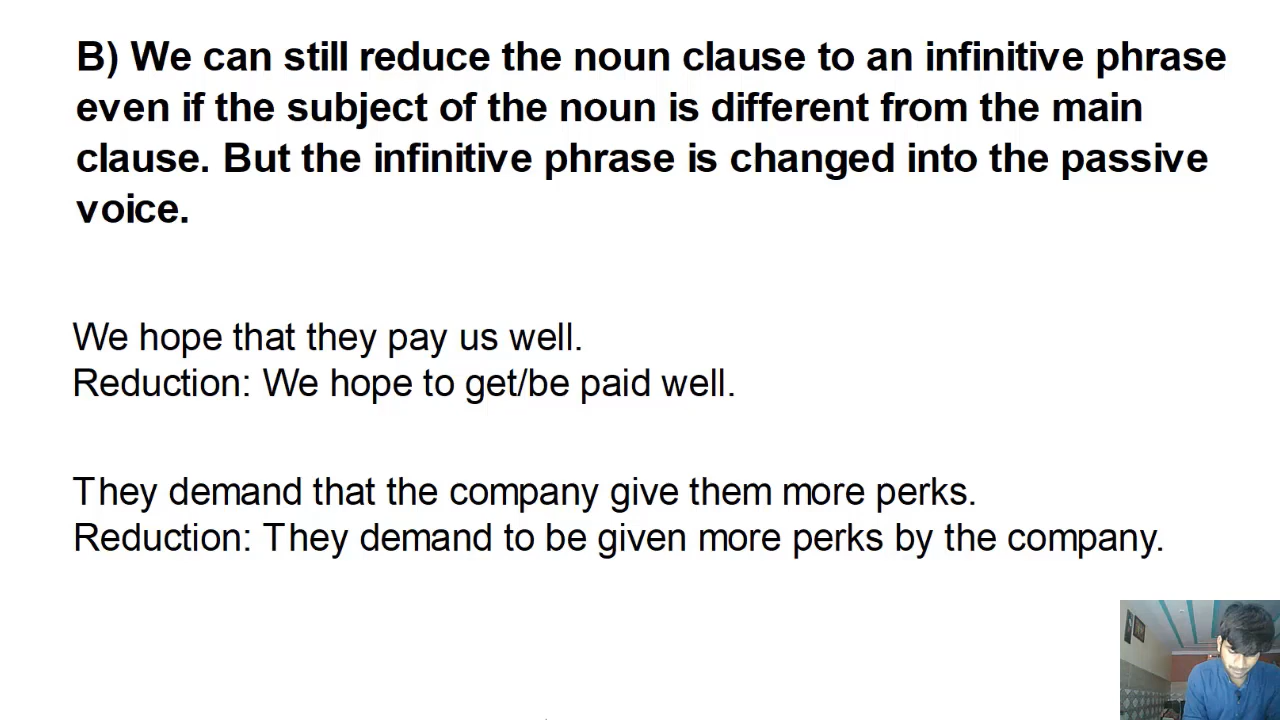 B) We can still reduce the noun clause to an infinitive phrase
even if the subject of the noun is different from the main
clause. But the infinitive phrase is changed into the passive
voice.
We hope that they pay us well.
Reduction: We hope to get/be paid well.
They demand that the company give them more perks.
Reduction: They demand to be given more perks by the company.